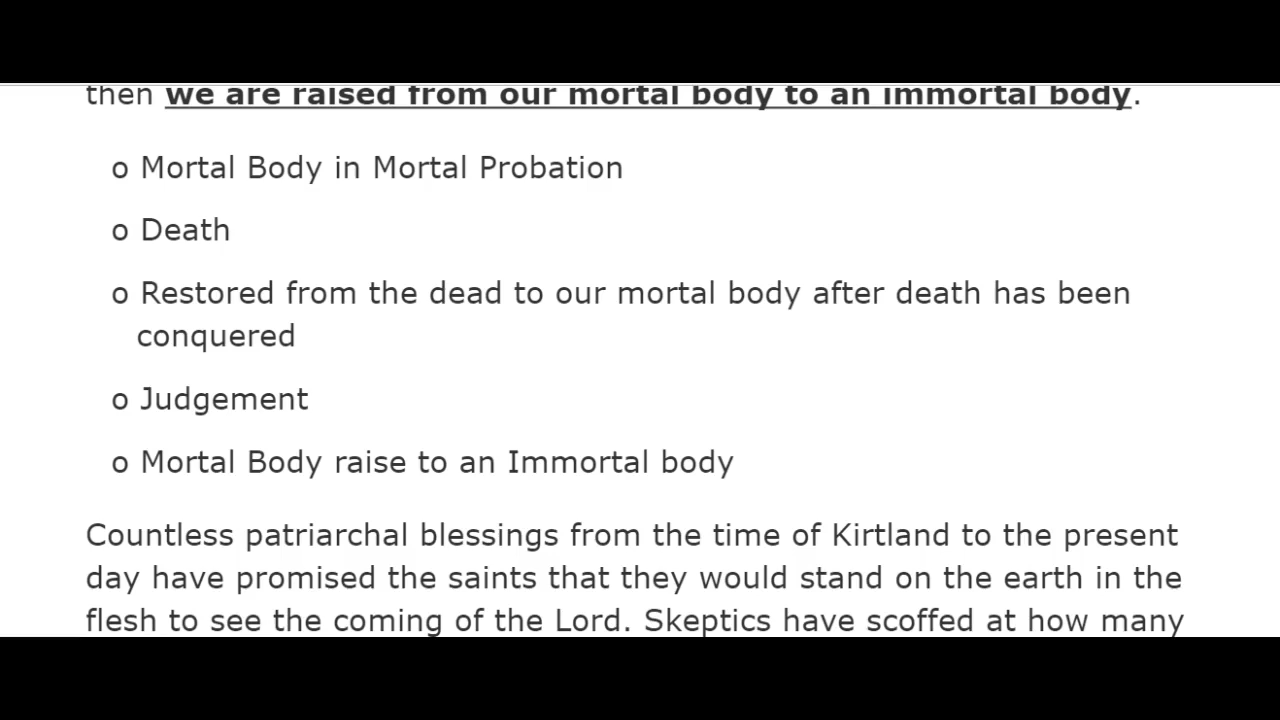 then we are raised from our mortal body to an immortal body.
o Mortal Body in Mortal Probation
o Death
o Restored from the dead to our mortal body after death has been
conquered
o Judgement
o Mortal Body raise to an Immortal body
Countless patriarchal blessings from the time of Kirtland to the present
day have promised the saints that they would stand on the earth in the
flesh to see the coming of the Lord. Skeptics have scoffed at how many